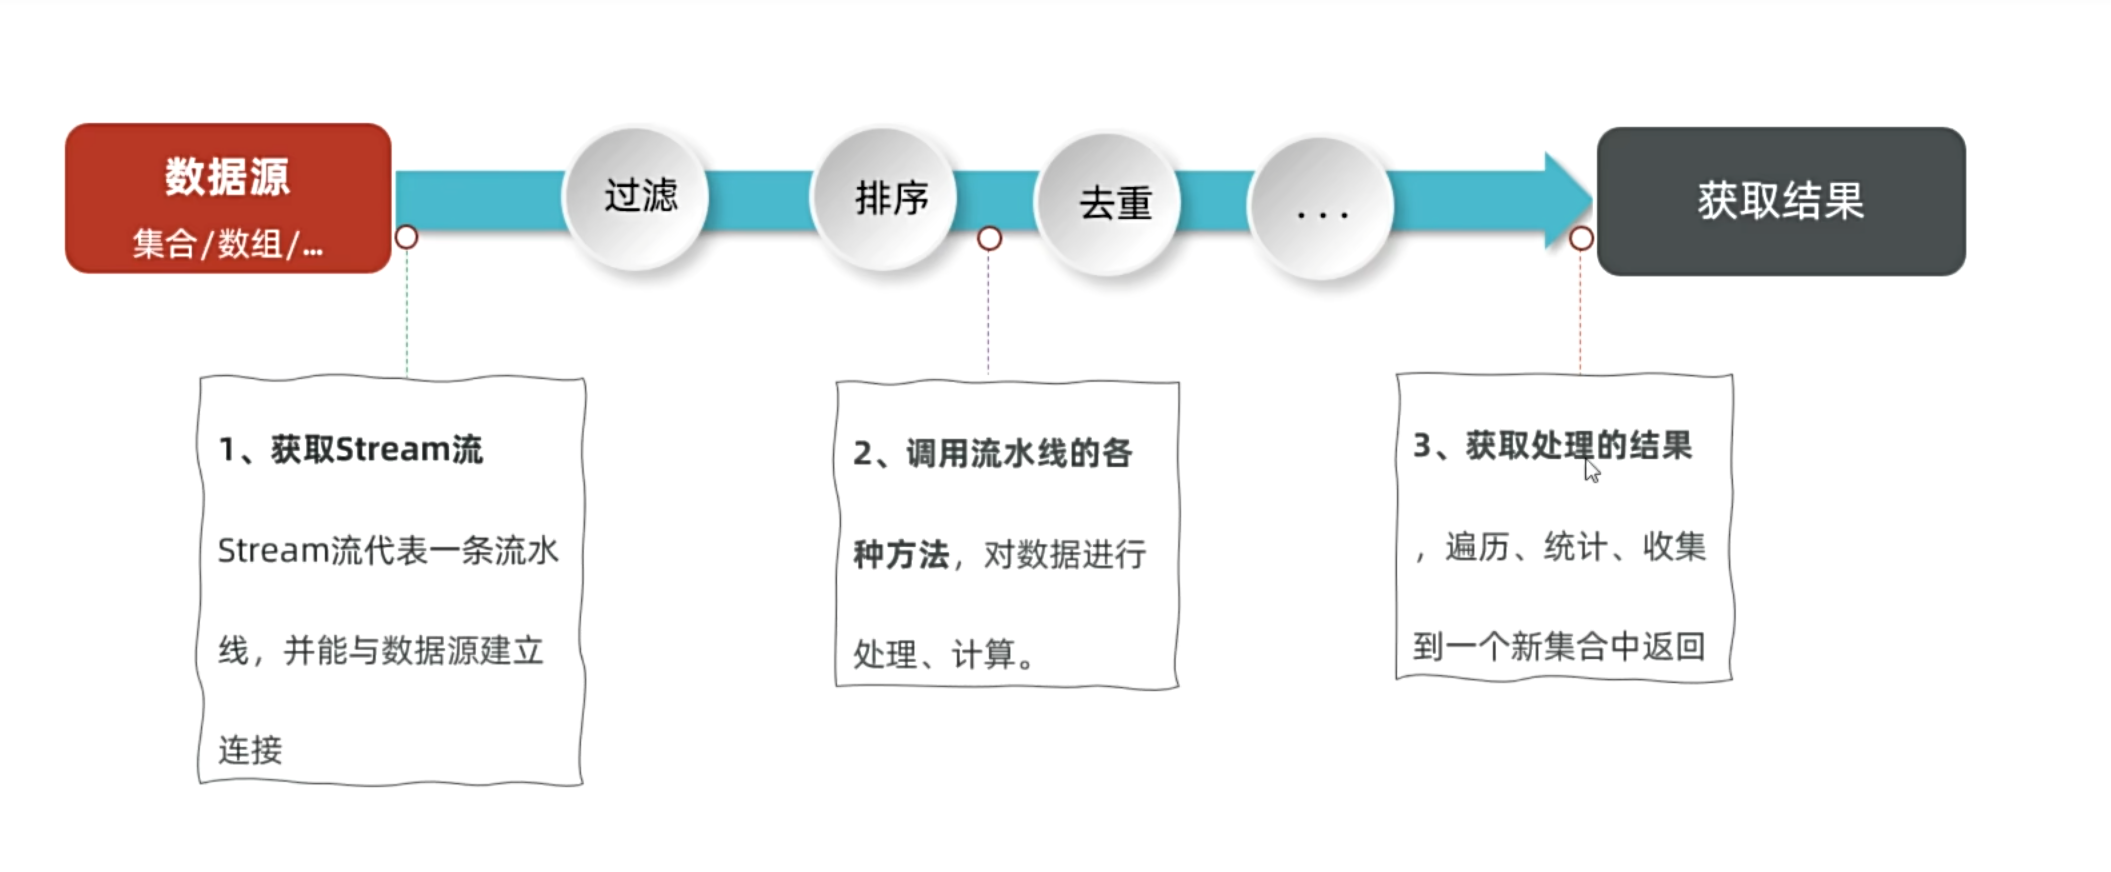 数据源
集合/数组/...
过滤
排序
去重
...
获取结果
1、获取Stream流
Stream流代表一条流水
线，并能与数据源建立
连接
2、调用流水线的各
种方法，对数据进行
处理、计算。
3、获取处理的结果
，遍历、统计、收集
到一个新集合中返回